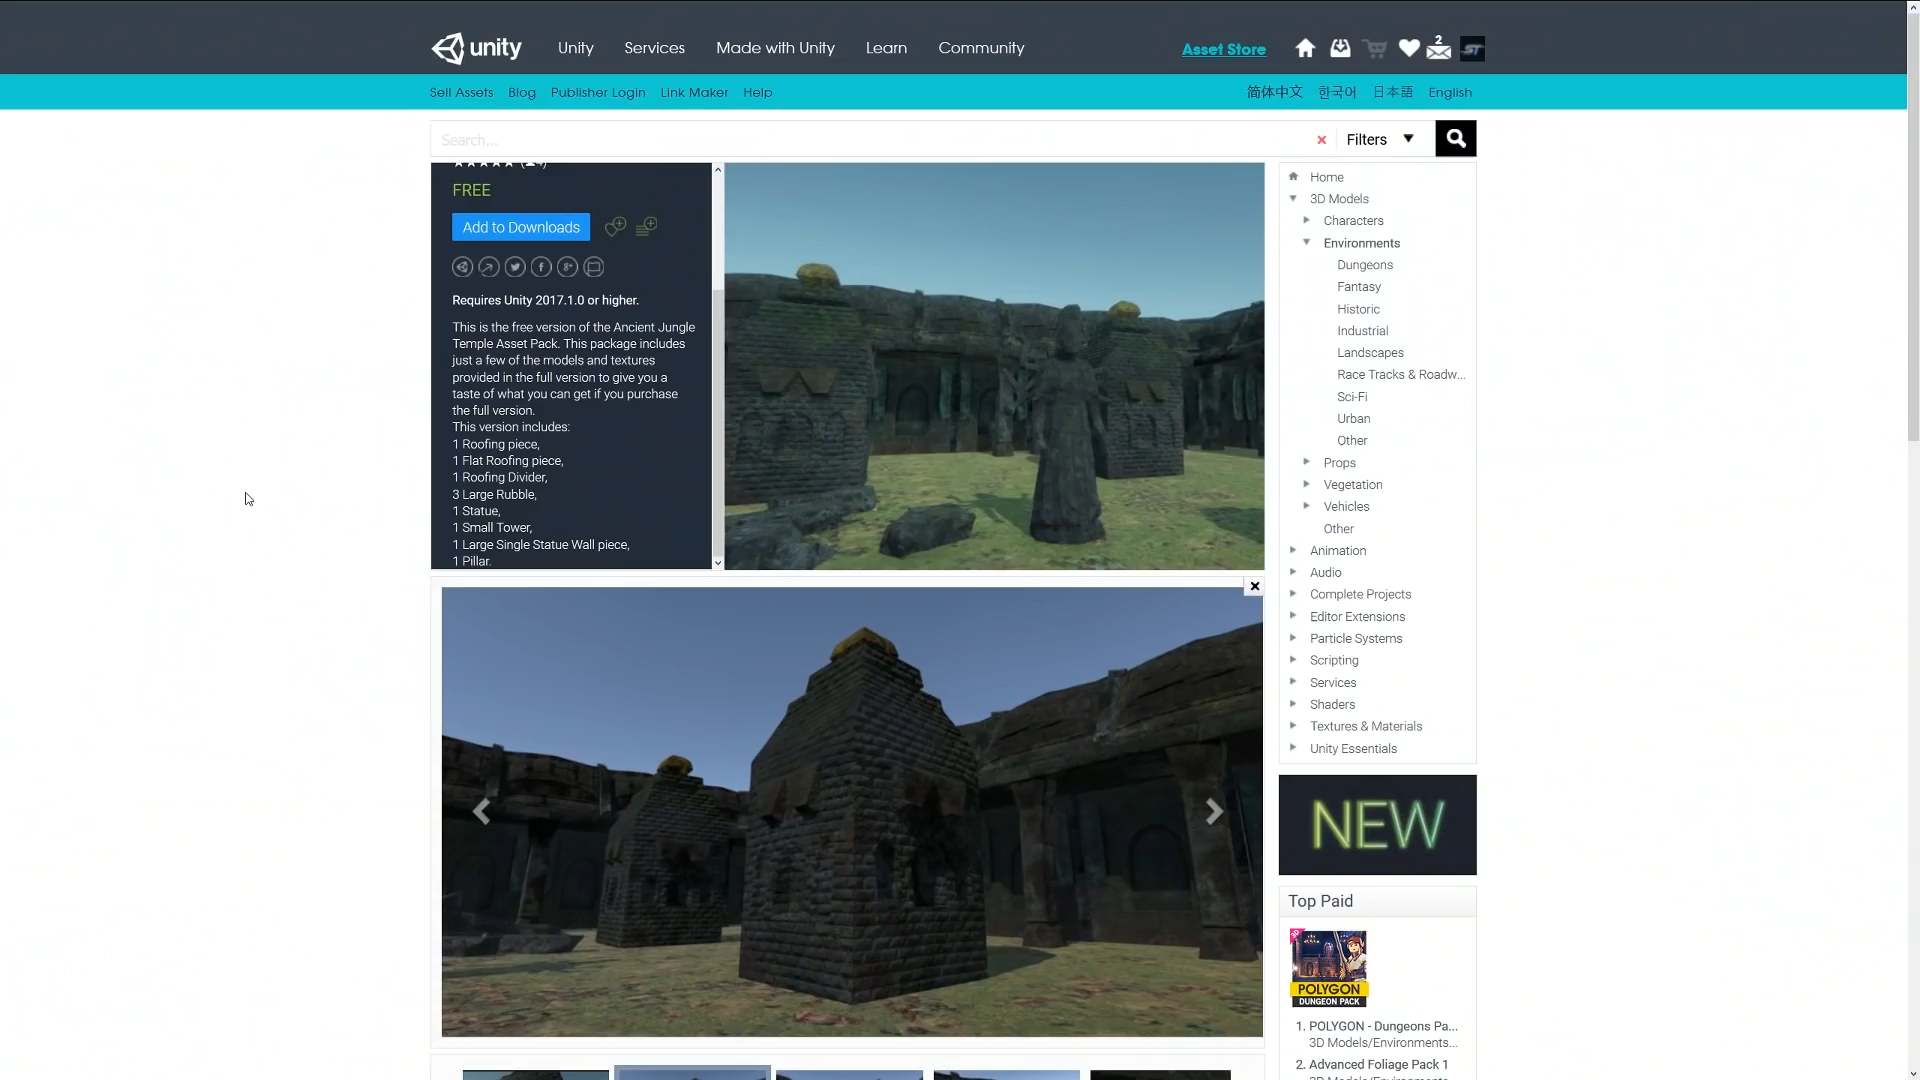 unity
Unity Services Made with Unity Learn Community
Asset Store
2
ST
Sell Assets Blog Publisher Login Link Maker Help
简体中文 한국어 日本語 English
Search...
Filters
FREE
Add to Downloads
Requires Unity 2017.1.0 or higher.
This is the free version of the Ancient Jungle
Temple Asset Pack. This package includes
just a few of the models and textures
provided in the full version to give you a
taste of what you can get if you purchase
the full version.
This version includes:
1 Roofing piece,
1 Flat Roofing piece,
1 Roofing Divider,
3 Large Rubble,
1 Statue,
1 Small Tower,
1 Large Single Statue Wall piece,
1 Pillar.
Home
3D Models
Characters
Environments
Dungeons
Fantasy
Historic
Industrial
Landscapes
Race Tracks & Roadw...
Sci-Fi
Urban
Other
Props
Vegetation
Vehicles
Other
Animation
Audio
Complete Projects
Editor Extensions
Particle Systems
Scripting
Services
Shaders
Textures & Materials
Unity Essentials
NEW
Top Paid
3D
POLYGON
DUNGEON PACK
1. POLYGON - Dungeons Pa...
3D Models/Environments...
2. Advanced Foliage Pack 1
3D Models/Environments...